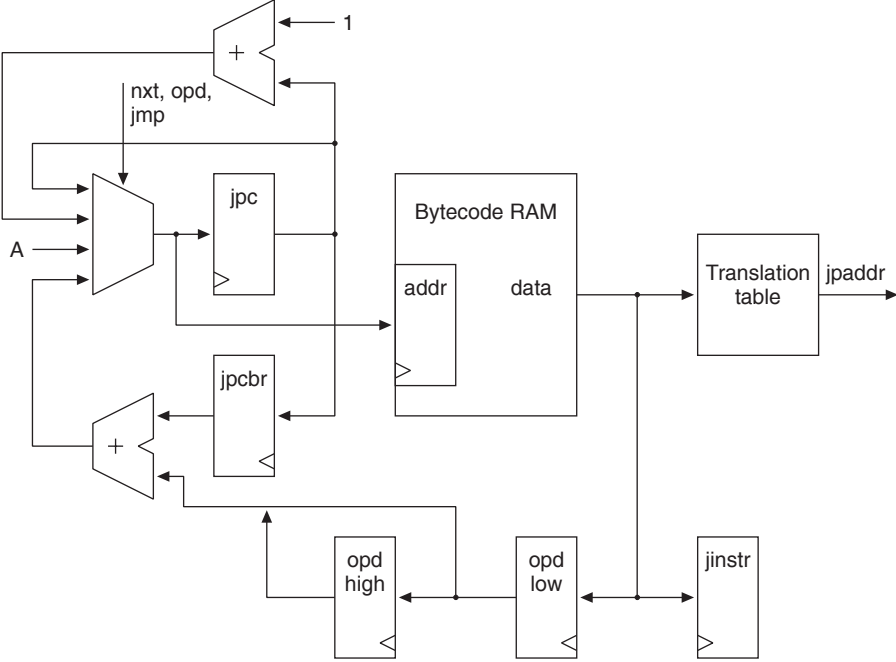 1
+
nxt, opd,
jmp
jpc
Bytecode RAM
A
addr
data
Translation
table
jpaddr
jpcbr
+
opd
high
opd
low
jinstr